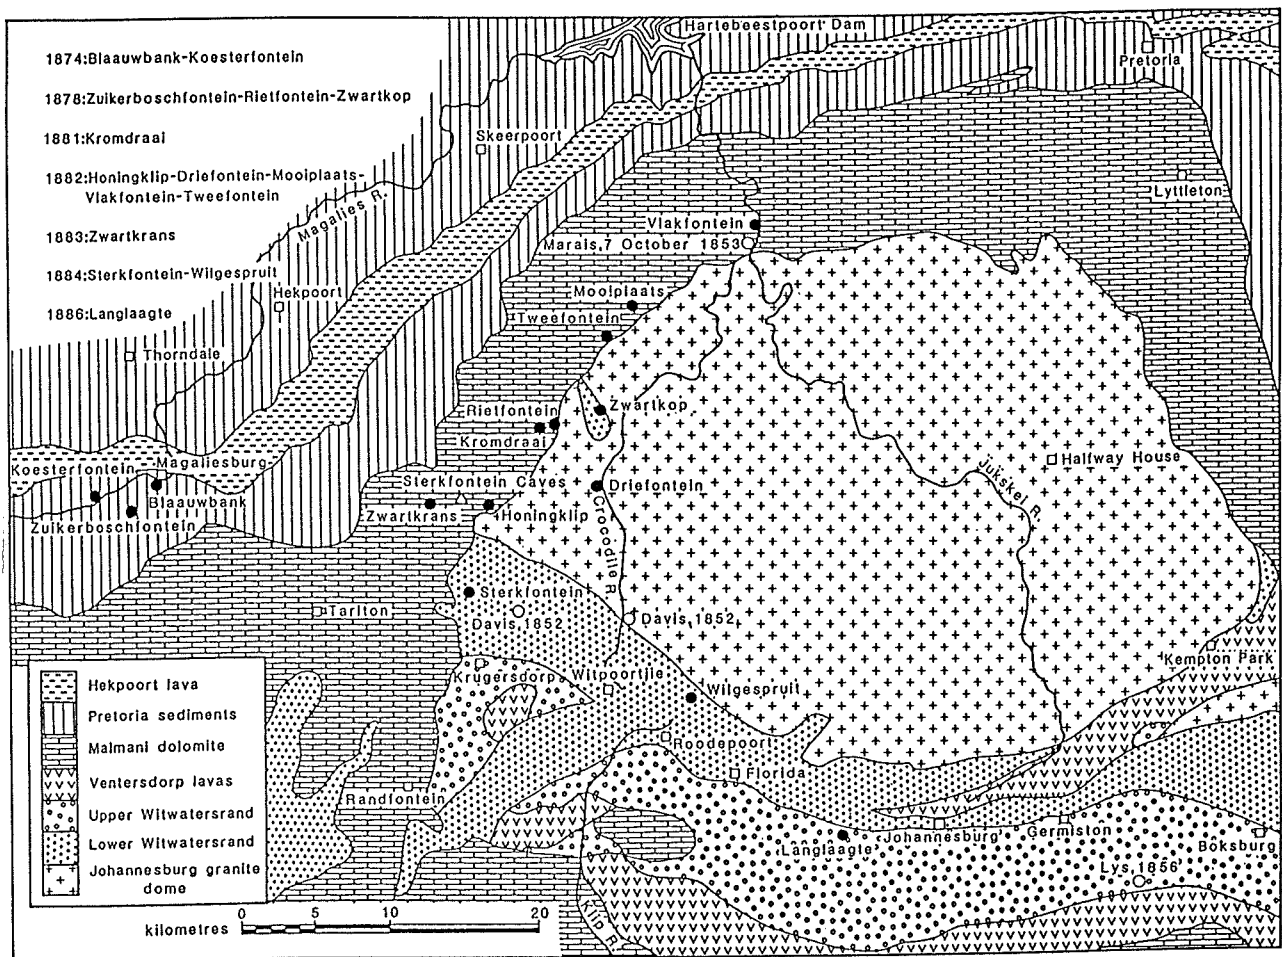 Hartebeestpoort Dam
1874:Blaauwbank-Koesterfontein
Pretoria
1878:Zuikerboschfontein-Rietfontein-Zwartkop
1881:Kromdraai
Skeerpoort
1882:Honingklip-Driefontein-Mooiplaats-
Vlakfontein-Tweefontein
Lyttleton
Magalies R.
Vlakfontein
1883:Zwartkrans
Marais,7 October 1853
1884:Sterkfontein-Wilgespruit
Hekpoort
Mooiplaats
1886:Langlaagte
Tweefontein
Thorndale
Rietfontein
Zwartkop
Kromdraai
Halfway House
Jukskei R.
Koesterfontein
Magaliesburg
Sterkfontein Caves
Driefontein
Blaauwbank
Zwartkrans
Honingklip
Zuikerboschfontein
Crocodile R
Sterkfontein
Tarlton
Davis,1852
Davis,1852
Kempton Park
Krugersdorp
Witpoortjie
Wilgespruit
Hekpoort lava
Pretoria sediments
Malmani dolomite
Ventersdorp lavas
Upper Witwatersrand
Lower Witwatersrand
Johannesburg granite
dome
Roodepoort
Florida
Randfontein
Langlaagte
Johannesburg
Germiston
Boksburg
Lys,1856
Klip R.
0 5 10 20
kilometres